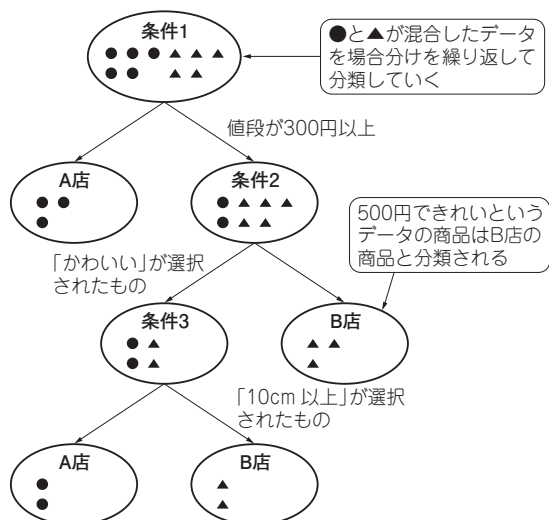 条件1
●と▲が混合したデータ
を場合分けを繰り返して
分類していく
値段が300円以上
A店
条件2
500円できれいという
データの商品はB店の
商品と分類される
「かわいい」が選択
されたもの
条件3
B店
「10cm 以上」が選択
されたもの
A店
B店